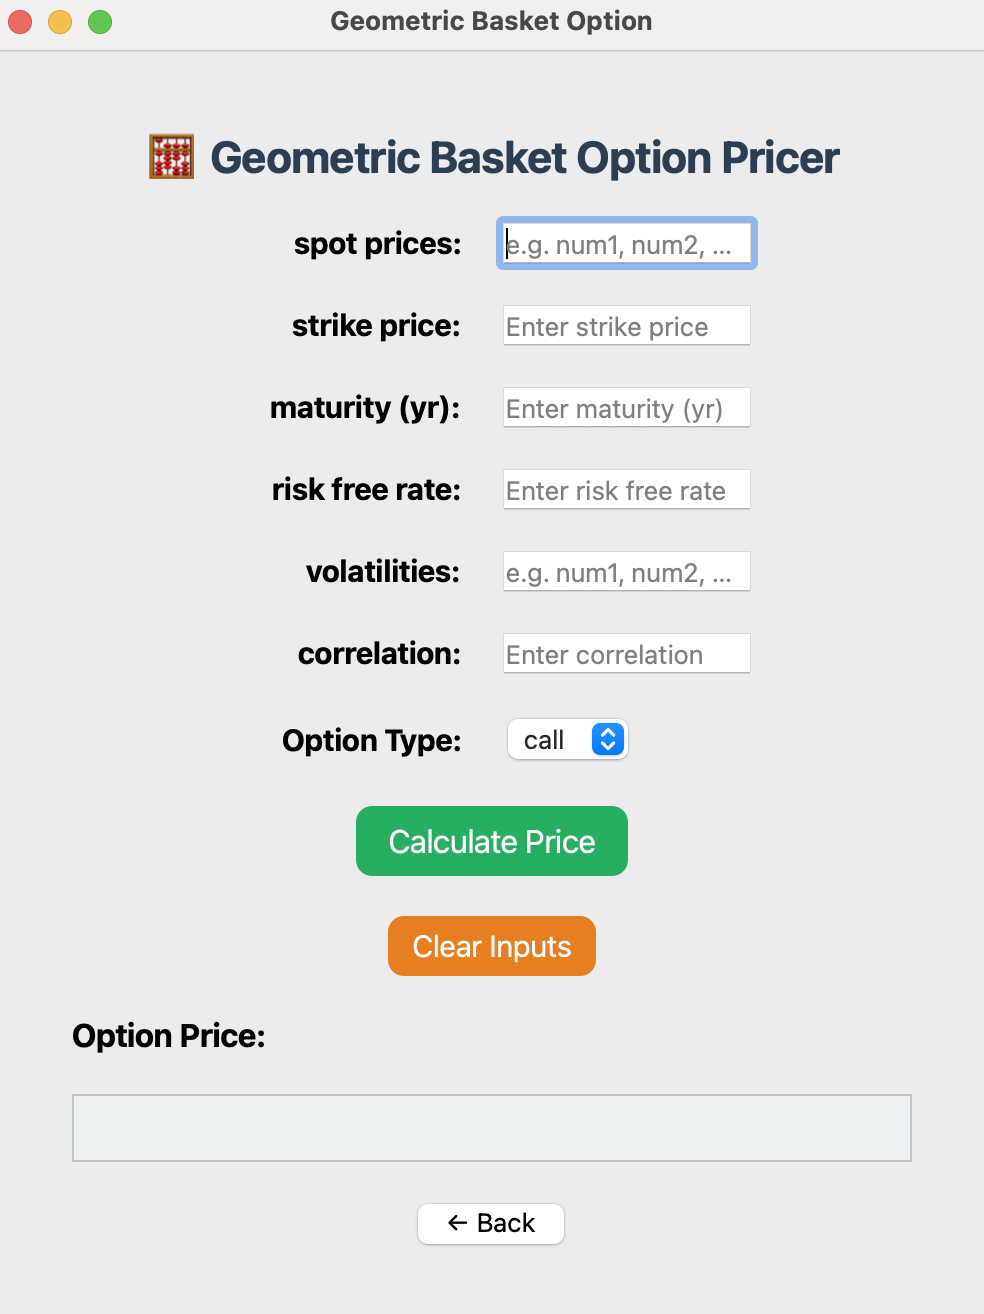 Geometric Basket Option
🧮 Geometric Basket Option Pricer
spot prices: e.g. num1, num2, ...
strike price: Enter strike price
maturity (yr): Enter maturity (yr)
risk free rate: Enter risk free rate
volatilities: e.g. num1, num2, ...
correlation: Enter correlation
Option Type: call
Calculate Price
Clear Inputs
Option Price:
← Back